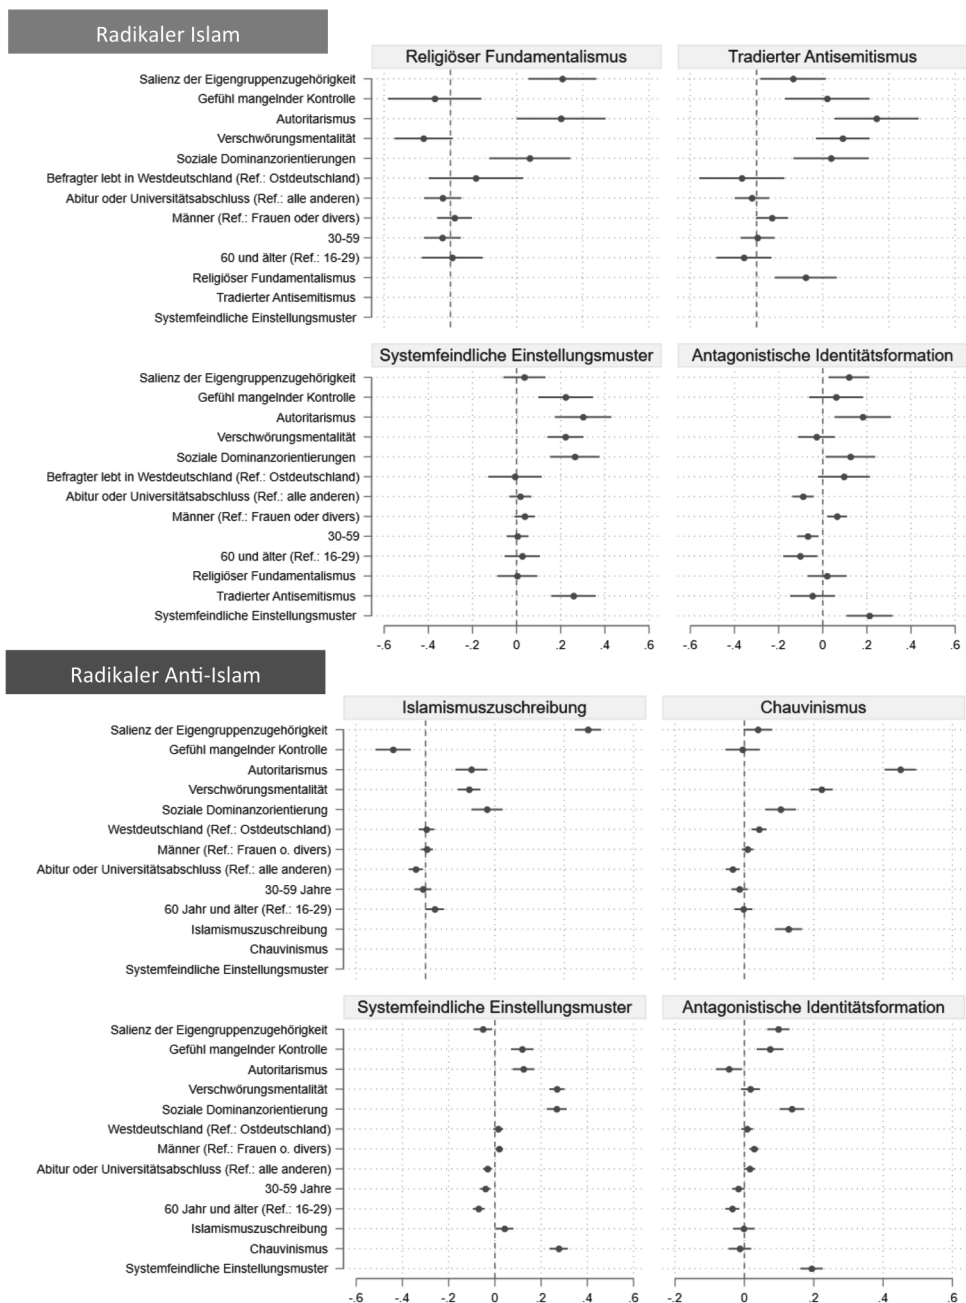 Radikaler Islam
Religiöser Fundamentalismus
Tradierter Antisemitismus
Salienz der Eigengruppenzugehörigkeit
Gefühl mangelnder Kontrolle
Autoritarismus
Verschwörungsmentalität
Soziale Dominanzorientierungen
Befragter lebt in Westdeutschland (Ref.: Ostdeutschland)
Abitur oder Universitätsabschluss (Ref.: alle anderen)
Männer (Ref.: Frauen oder divers)
30-59
60 und älter (Ref.: 16-29)
Religiöser Fundamentalismus
Tradierter Antisemitismus
Systemfeindliche Einstellungsmuster
Systemfeindliche Einstellungsmuster
Antagonistische Identitätsformation
Salienz der Eigengruppenzugehörigkeit
Gefühl mangelnder Kontrolle
Autoritarismus
Verschwörungsmentalität
Soziale Dominanzorientierungen
Befragter lebt in Westdeutschland (Ref.: Ostdeutschland)
Abitur oder Universitätsabschluss (Ref.: alle anderen)
Männer (Ref.: Frauen oder divers)
30-59
60 und älter (Ref.: 16-29)
Religiöser Fundamentalismus
Tradierter Antisemitismus
Systemfeindliche Einstellungsmuster
-.6 -.4 -.2 0 .2 .4 .6
-.6 -.4 -.2 0 .2 .4 .6
Radikaler Anti-Islam
Islamismuszuschreibung
Chauvinismus
Salienz der Eigengruppenzugehörigkeit
Gefühl mangelnder Kontrolle
Autoritarismus
Verschwörungsmentalität
Soziale Dominanzorientierung
Westdeutschland (Ref.: Ostdeutschland)
Männer (Ref.: Frauen o. divers)
Abitur oder Universitätsabschluss (Ref.: alle anderen)
30-59 Jahre
60 Jahr und älter (Ref.: 16-29)
Islamismuszuschreibung
Chauvinismus
Systemfeindliche Einstellungsmuster
Systemfeindliche Einstellungsmuster
Antagonistische Identitätsformation
Salienz der Eigengruppenzugehörigkeit
Gefühl mangelnder Kontrolle
Autoritarismus
Verschwörungsmentalität
Soziale Dominanzorientierung
Westdeutschland (Ref.: Ostdeutschland)
Männer (Ref.: Frauen o. divers)
Abitur oder Universitätsabschluss (Ref.: alle anderen)
30-59 Jahre
60 Jahr und älter (Ref.: 16-29)
Islamismuszuschreibung
Chauvinismus
Systemfeindliche Einstellungsmuster
-.6 -.4 -.2 0 .2 .4 .6
-.2 0 .2 .4 .6